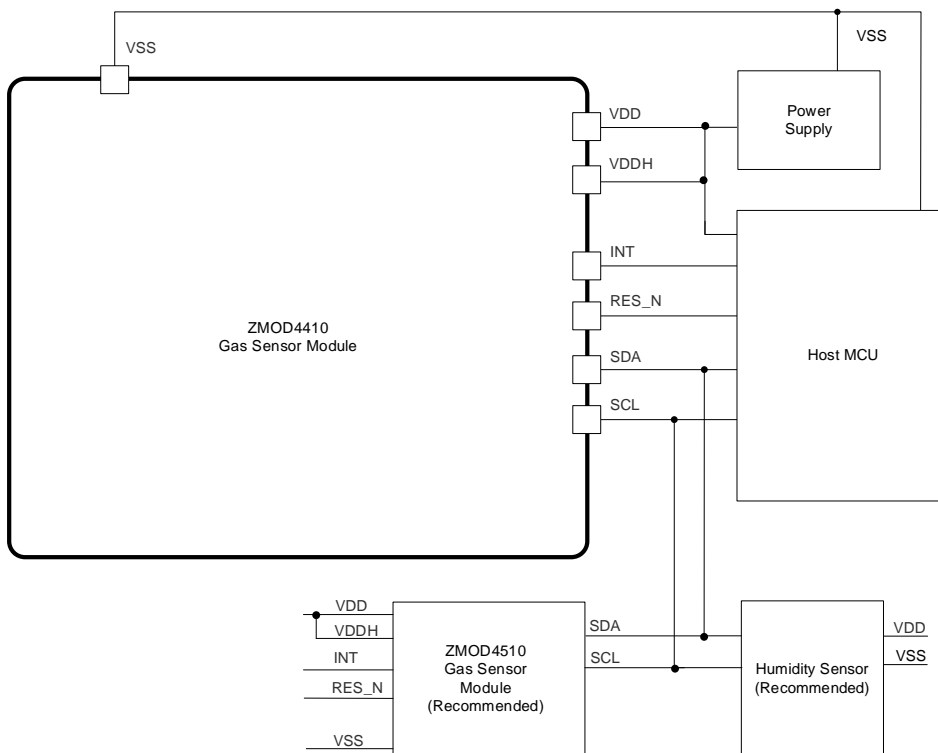 VSS
VSS
VDD
Power
Supply
VDDH
INT
RES_N
ZMOD4410
Gas Sensor Module
Host MCU
SDA
SCL
VDD
VDDH
INT
RES_N
VSS
ZMOD4510
Gas Sensor
Module
(Recommended)
SDA
SCL
Humidity Sensor
(Recommended)
VDD
VSS